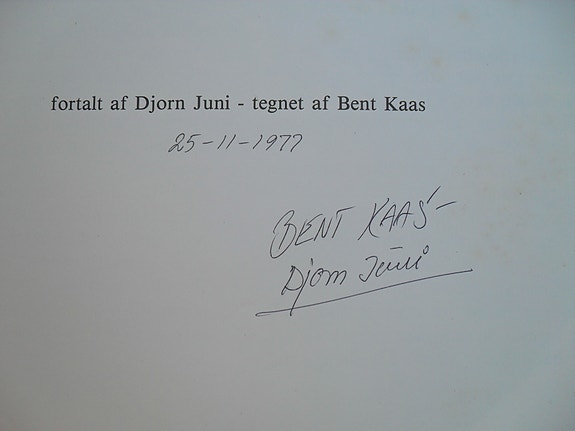 fortalt af Djorn Juni - tegnet af Bent Kaas
25-11-1977
BENT KAAS -
Djorn Juni